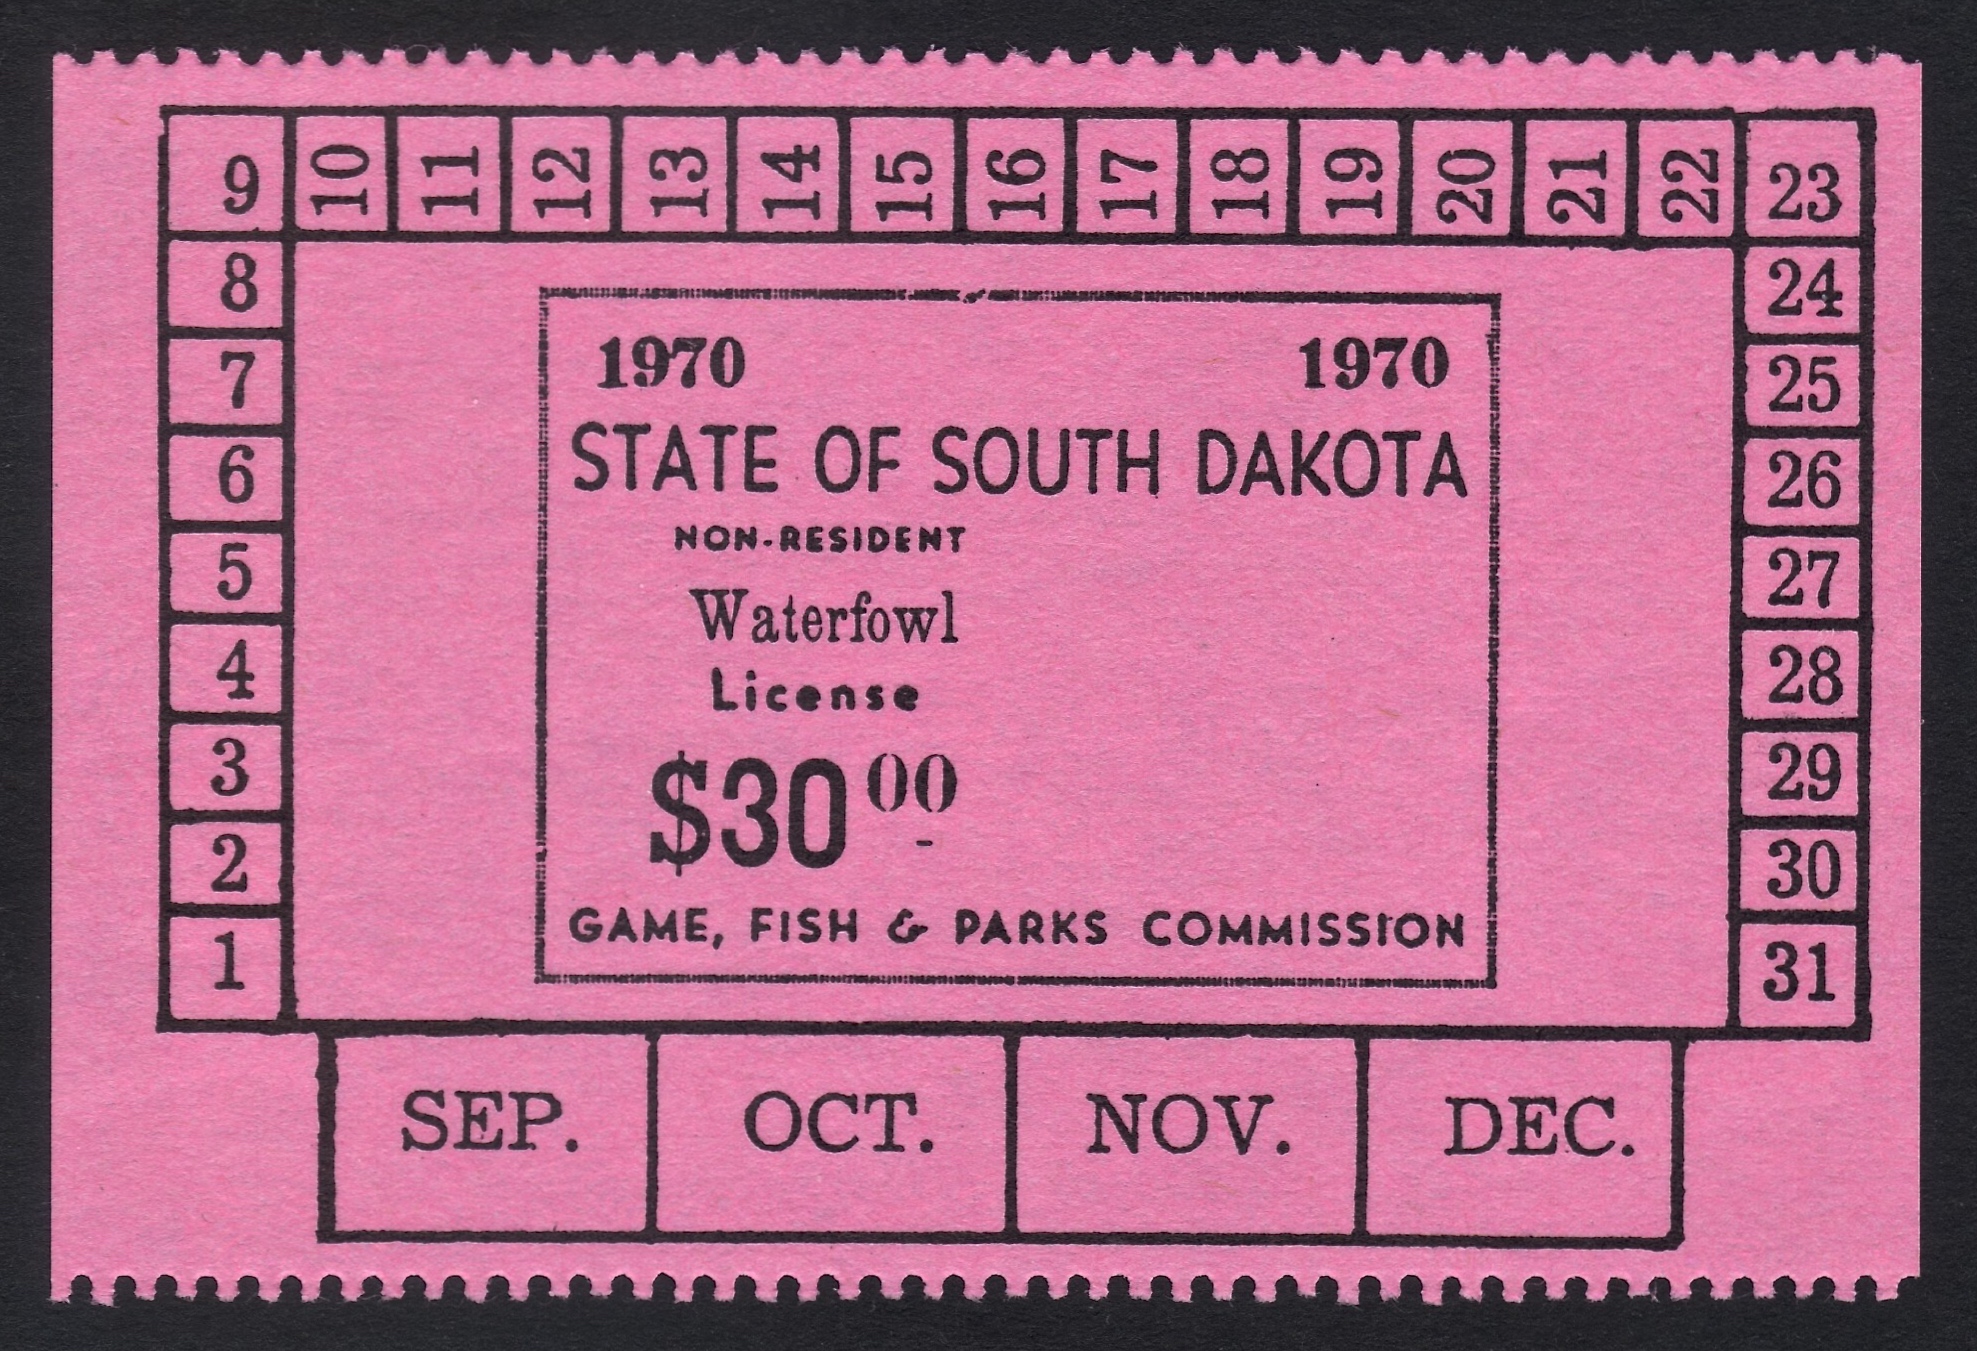 9 10 11 12 13 14 15 16 17 18 19 20 21 22 23
8 24
7 25
6 26
5 27
4 28
3 29
2 30
1 31
1970 1970
STATE OF SOUTH DAKOTA
NON-RESIDENT
Waterfowl
License
$30 00
GAME, FISH & PARKS COMMISSION
SEP. OCT. NOV. DEC.